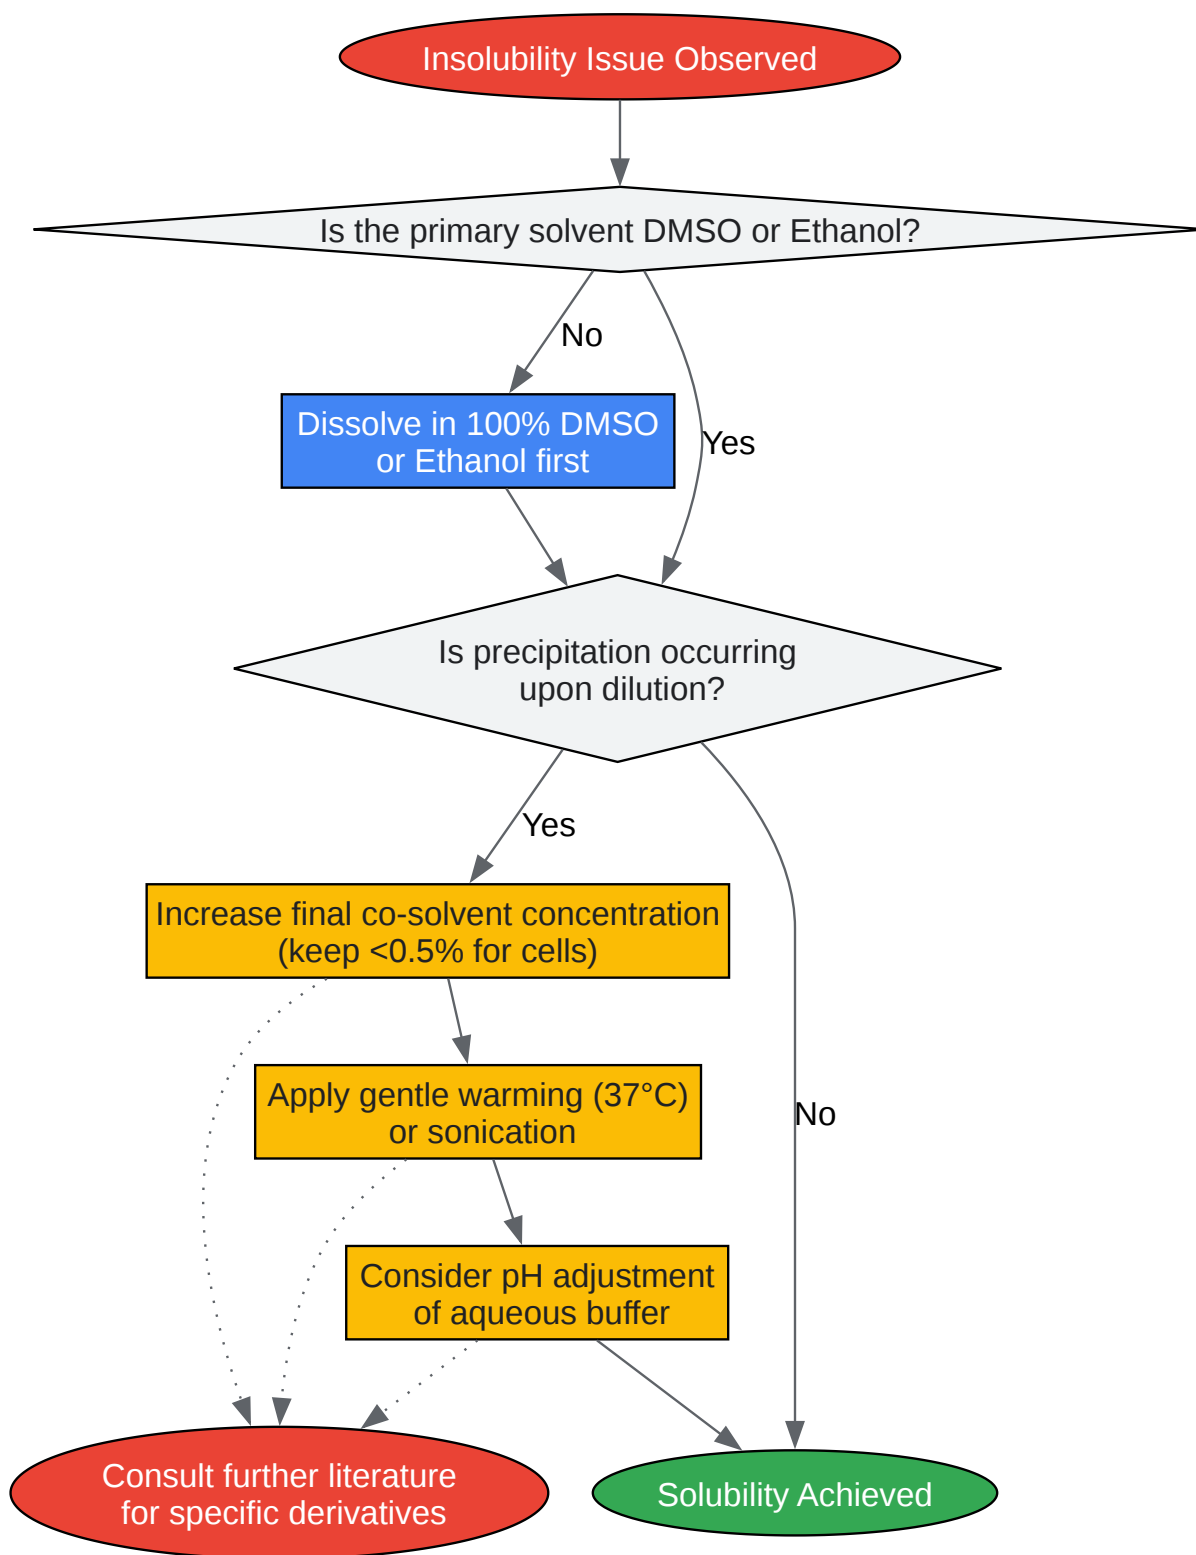 Insolubility Issue Observed
Is the primary solvent DMSO or Ethanol?
No
Dissolve in 100% DMSO
or Ethanol first
Yes
Is precipitation occurring
upon dilution?
Yes
Increase final co-solvent concentration
(keep <0.5% for cells)
Apply gentle warming (37°C)
or sonication
No
Consider pH adjustment
of aqueous buffer
Consult further literature
for specific derivatives
Solubility Achieved